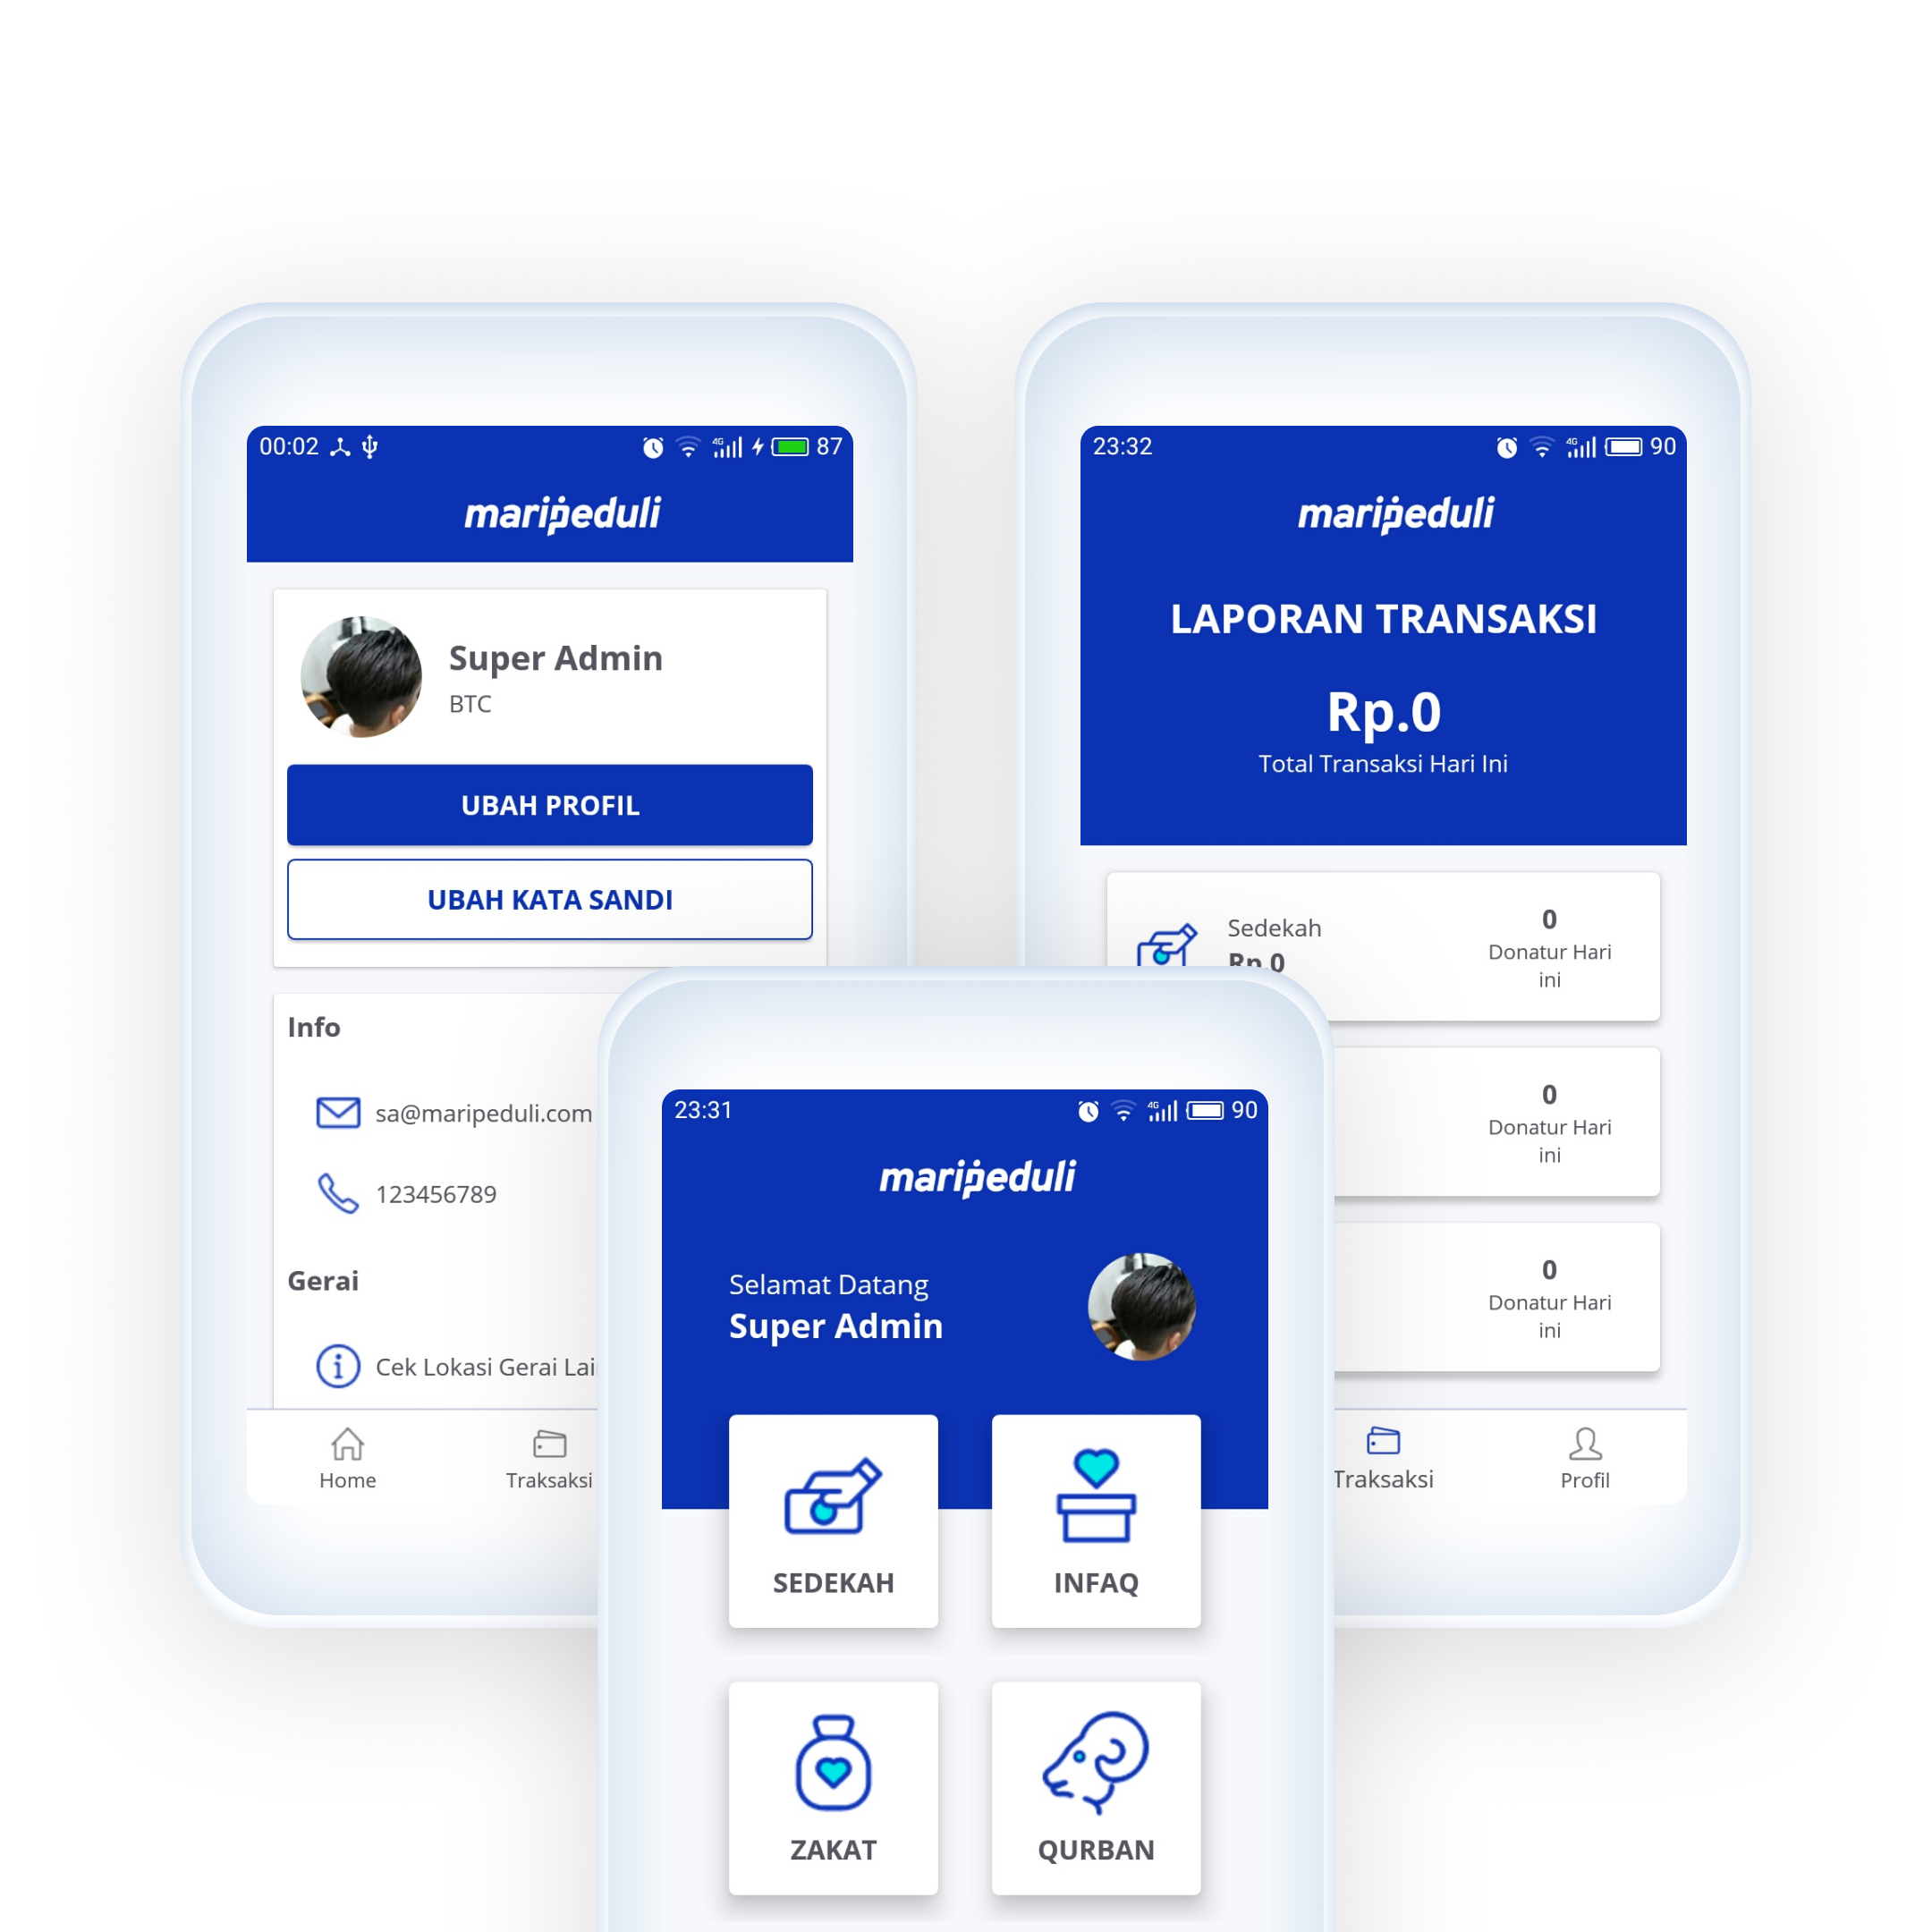 00:02
87
maripeduli
Super Admin
BTC
UBAH PROFIL
UBAH KATA SANDI
Info
sa@maripeduli.com
123456789
Gerai
Cek Lokasi Gerai
Home
Traksaksi
23:32
4G
90
maripeduli
LAPORAN TRANSAKSI
Rp.0
Total Transaksi Hari Ini
Sedekah
Rp.0
0
Donatur Hari
ini
0
Donatur Hari
ini
0
Donatur Hari
ini
Traksaksi
Profil
23:31
4G
90
maripeduli
Selamat Datang
Super Admin
SEDEKAH
INFAQ
ZAKAT
QURBAN